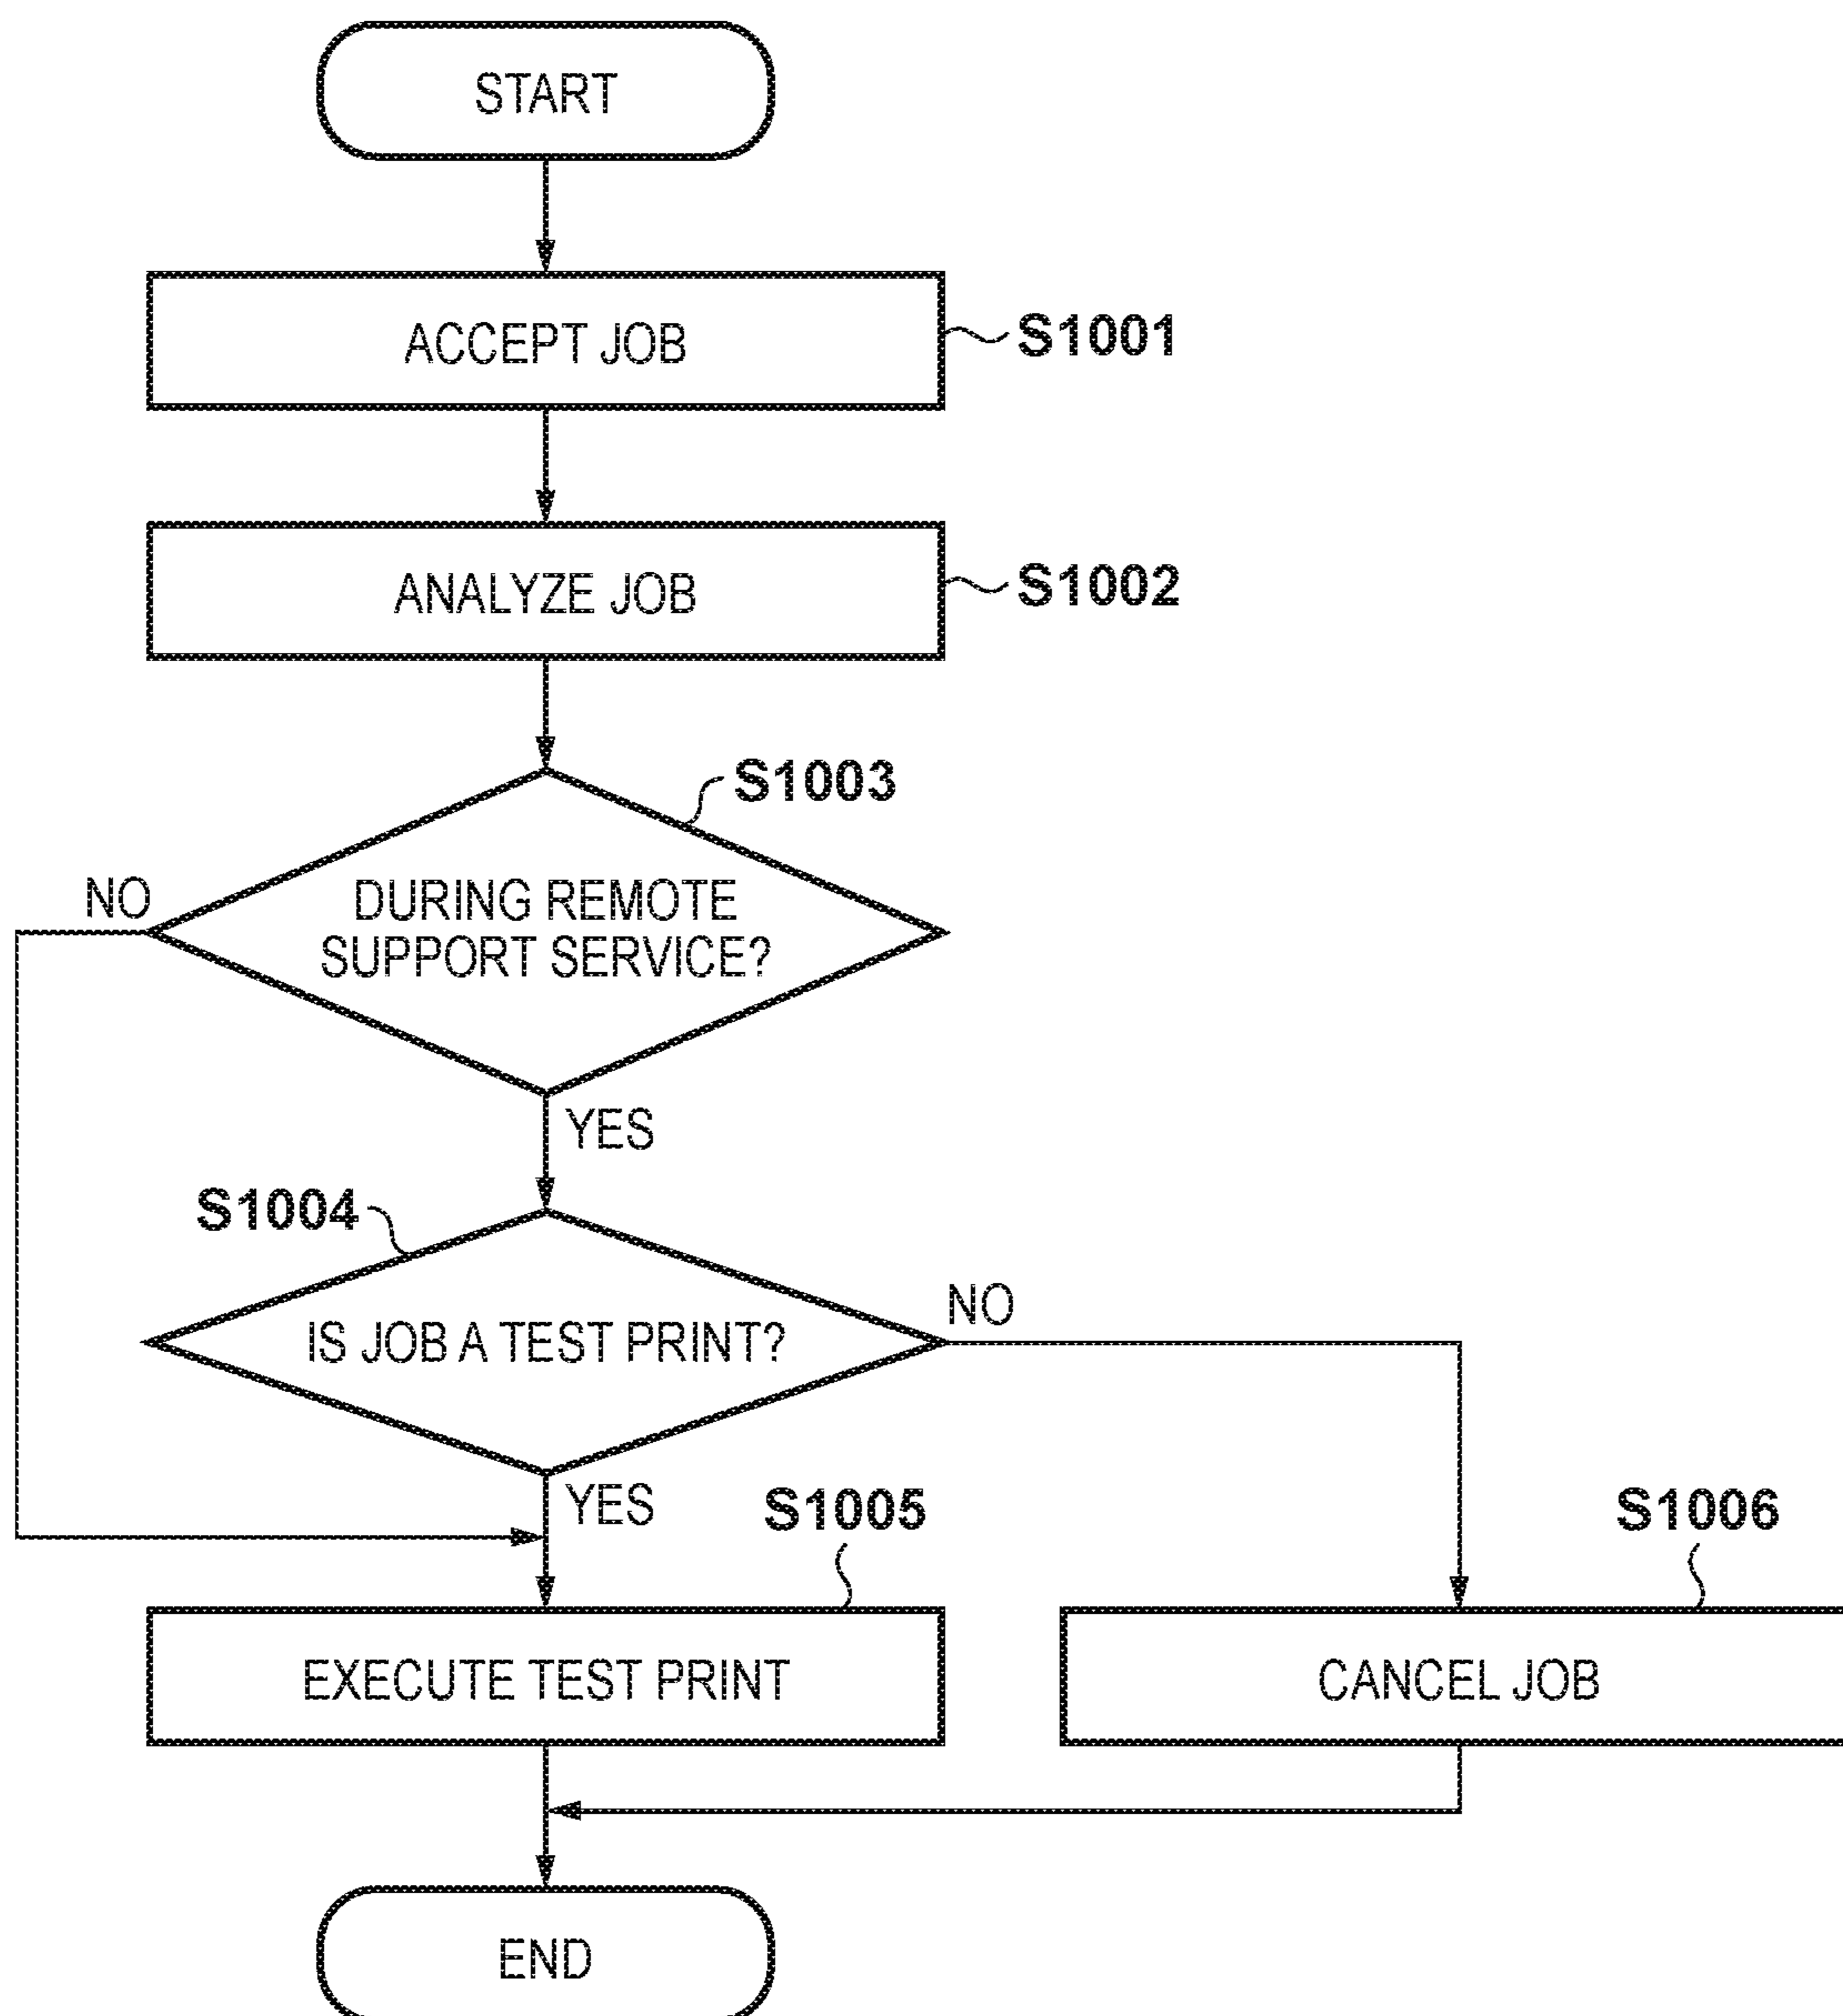 START
ACCEPT JOB
S1001
ANALYZE JOB
S1002
S1003
NO
DURING REMOTE
SUPPORT SERVICE?
YES
S1004
NO
IS JOB A TEST PRINT?
YES
S1005
S1006
EXECUTE TEST PRINT
CANCEL JOB
END